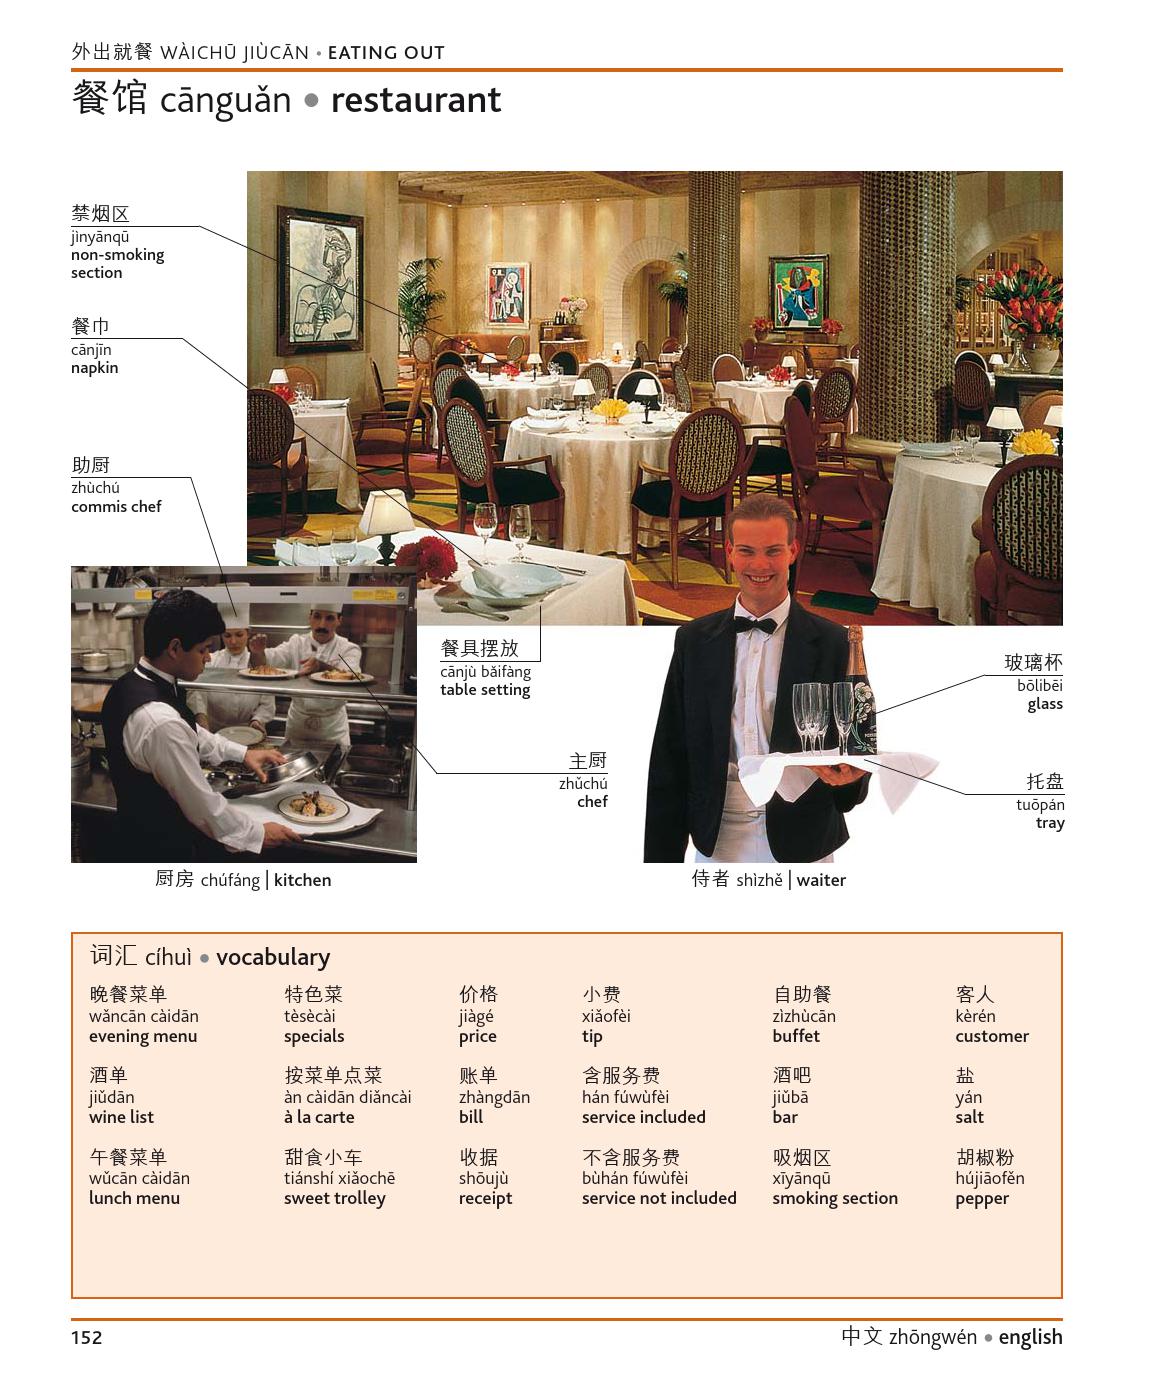 外出就餐 WÀICHŪ JIÙCĀN • EATING OUT
餐馆 cānguǎn • restaurant
禁烟区
jìnyānqū
non-smoking
section
餐巾
cānjīn
napkin
助厨
zhùchú
commis chef
餐具摆放
cānjù bǎifàng
table setting
主厨
zhǔchú
chef
玻璃杯
bōlibēi
glass
托盘
tuōpán
tray
厨房 chúfáng | kitchen
侍者 shìzhě | waiter
词汇 cíhuì • vocabulary
晚餐菜单
wǎncān càidān
evening menu
酒单
jiǔdān
wine list
午餐菜单
wǔcān càidān
lunch menu
特色菜
tèsècài
specials
按菜单点菜
àn càidān diǎncài
à la carte
甜食小车
tiánshí xiǎochē
sweet trolley
价格
jiàgé
price
账单
zhàngdān
bill
收据
shōujù
receipt
小费
xiǎofèi
tip
含服务费
hán fúwùfèi
service included
不含服务费
bùhán fúwùfèi
service not included
自助餐
zìzhùcān
buffet
酒吧
jiǔbā
bar
吸烟区
xīyānqū
smoking section
客人
kèrén
customer
盐
yán
salt
胡椒粉
hújiāofěn
pepper
152
中文 zhōngwén • english